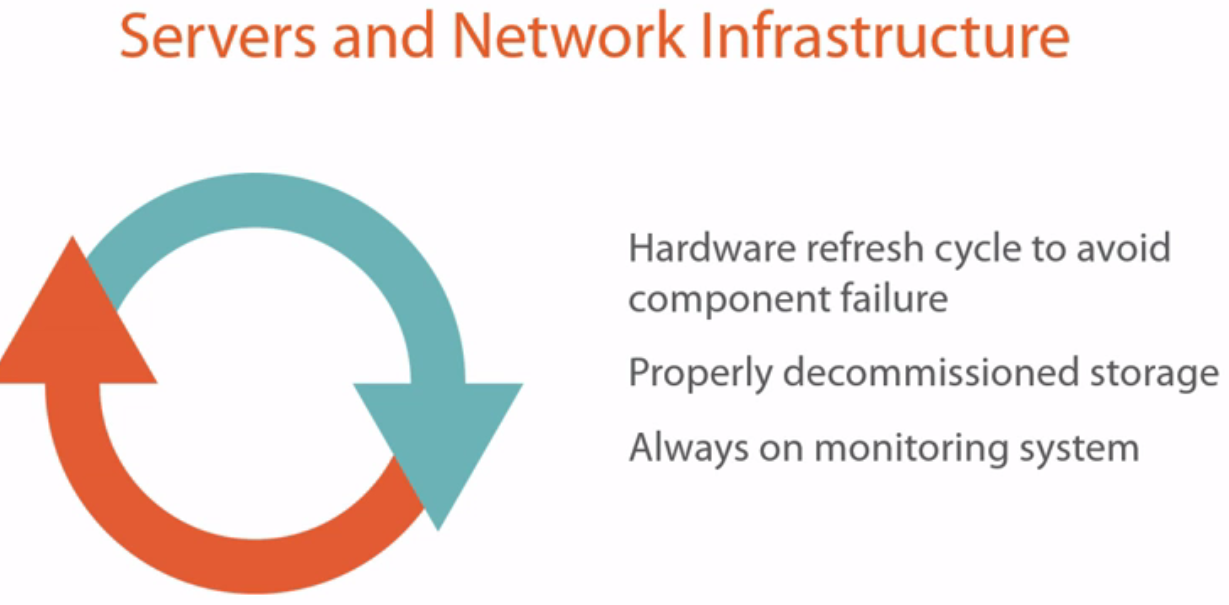 Servers and Network Infrastructure
Hardware refresh cycle to avoid
component failure
Properly decommissioned storage
Always on monitoring system